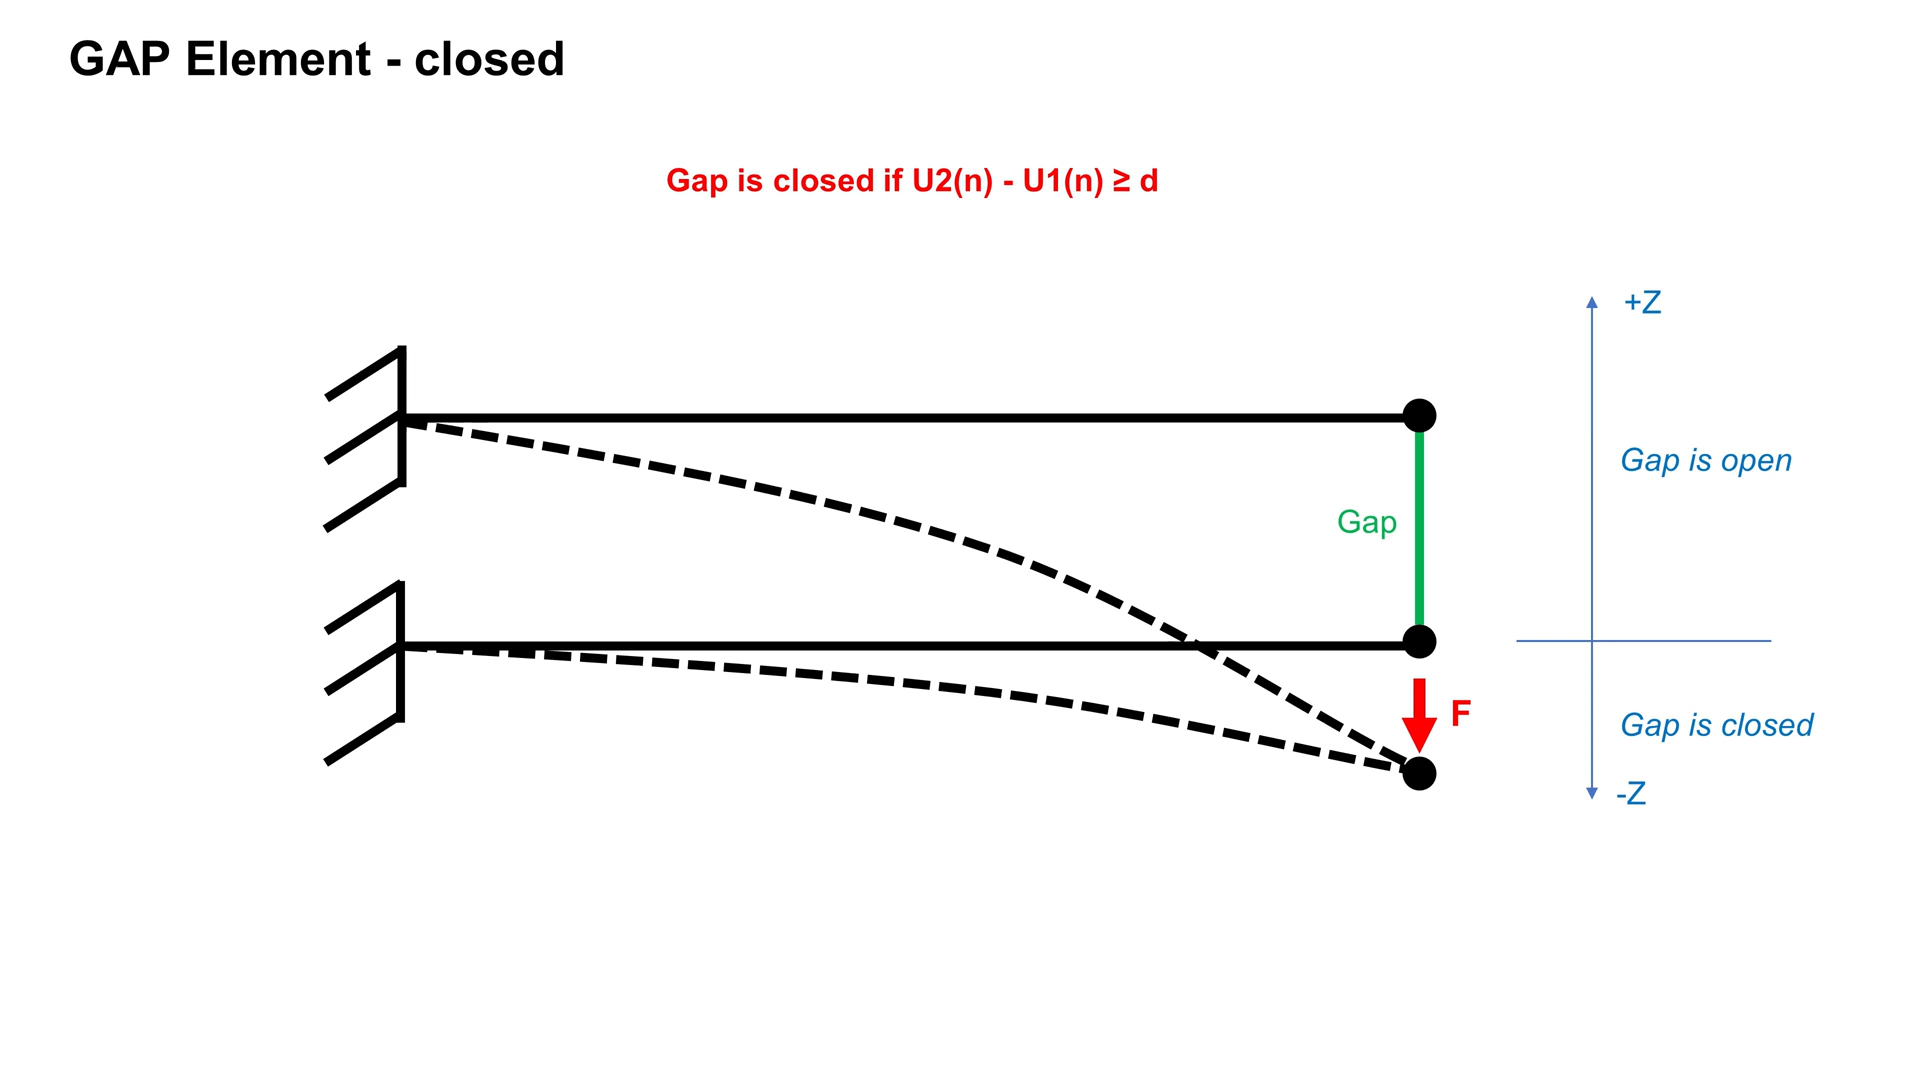 GAP Element - closed
Gap is closed if U2(n) - U1(n) ≥ d
+Z
Gap is open
Gap
F
Gap is closed
-Z